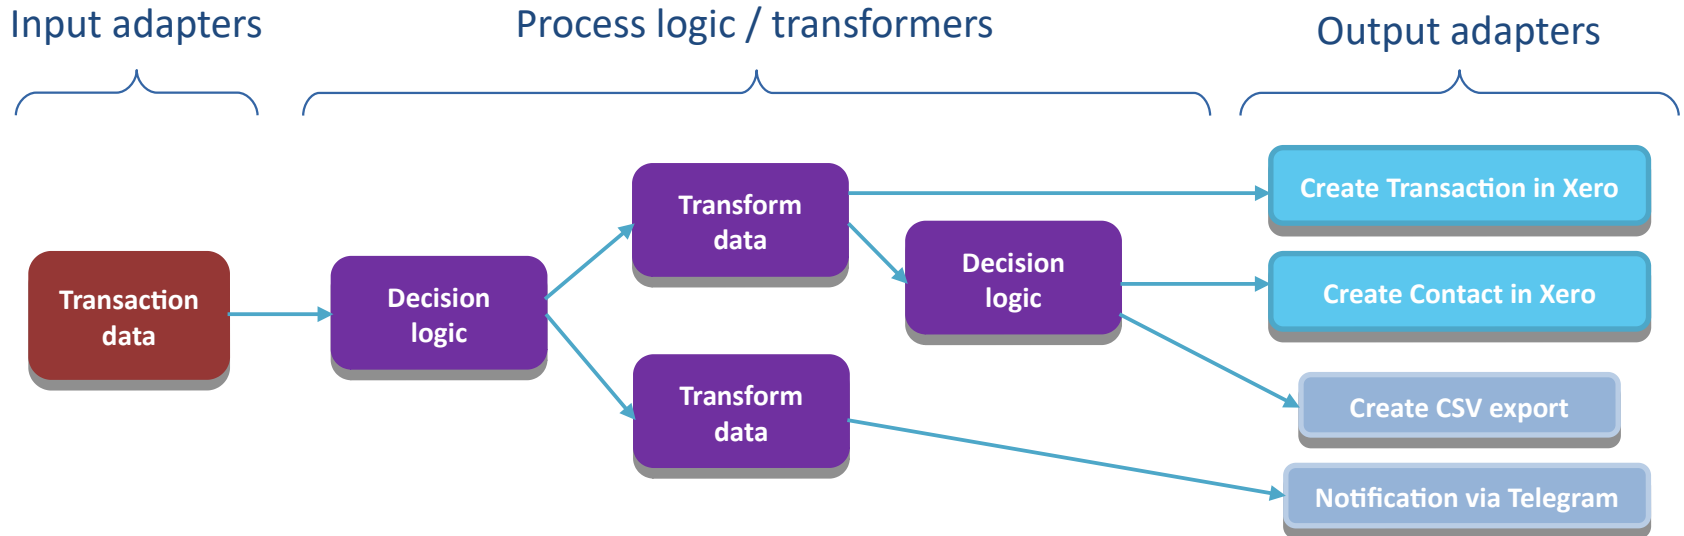 Input adapters
Process logic / transformers
Output adapters
Transaction
data
Decision
logic
Transform
data
Transform
data
Decision
logic
Create Transaction in Xero
Create Contact in Xero
Create CSV export
Notification via Telegram